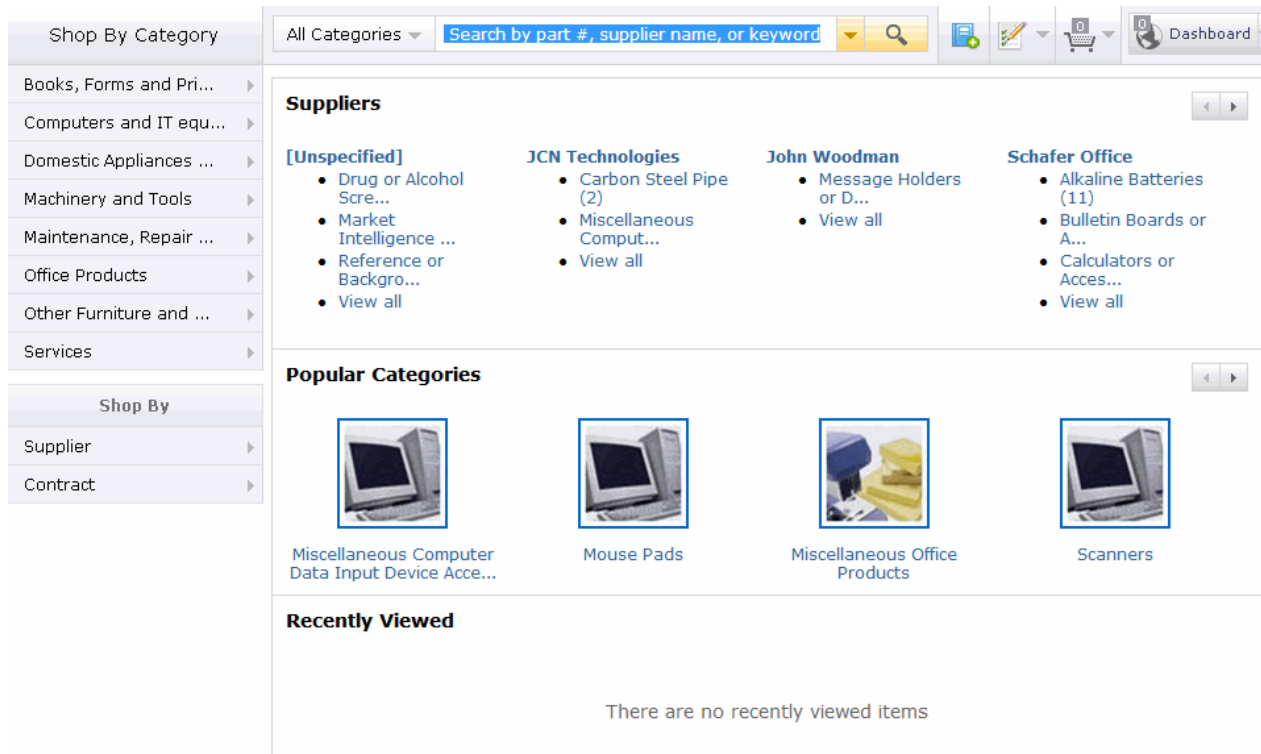 Shop By Category
All Categories
Search by part #, supplier name, or keyword
0
0
Dashboard
Books, Forms and Pri...
Computers and IT equ...
Domestic Appliances ...
Machinery and Tools
Maintenance, Repair ...
Office Products
Other Furniture and ...
Services
Shop By
Supplier
Contract
Suppliers
[Unspecified]
• Drug or Alcohol
Scre...
• Market
Intelligence ...
• Reference or
Backgro...
• View all
JCN Technologies
• Carbon Steel Pipe
(2)
• Miscellaneous
Comput...
• View all
John Woodman
• Message Holders
or D...
• View all
Schafer Office
• Alkaline Batteries
(11)
• Bulletin Boards or
A...
• Calculators or
Acces...
• View all
Popular Categories
Miscellaneous Computer
Data Input Device Acce...
Mouse Pads
Miscellaneous Office
Products
Scanners
Recently Viewed
There are no recently viewed items